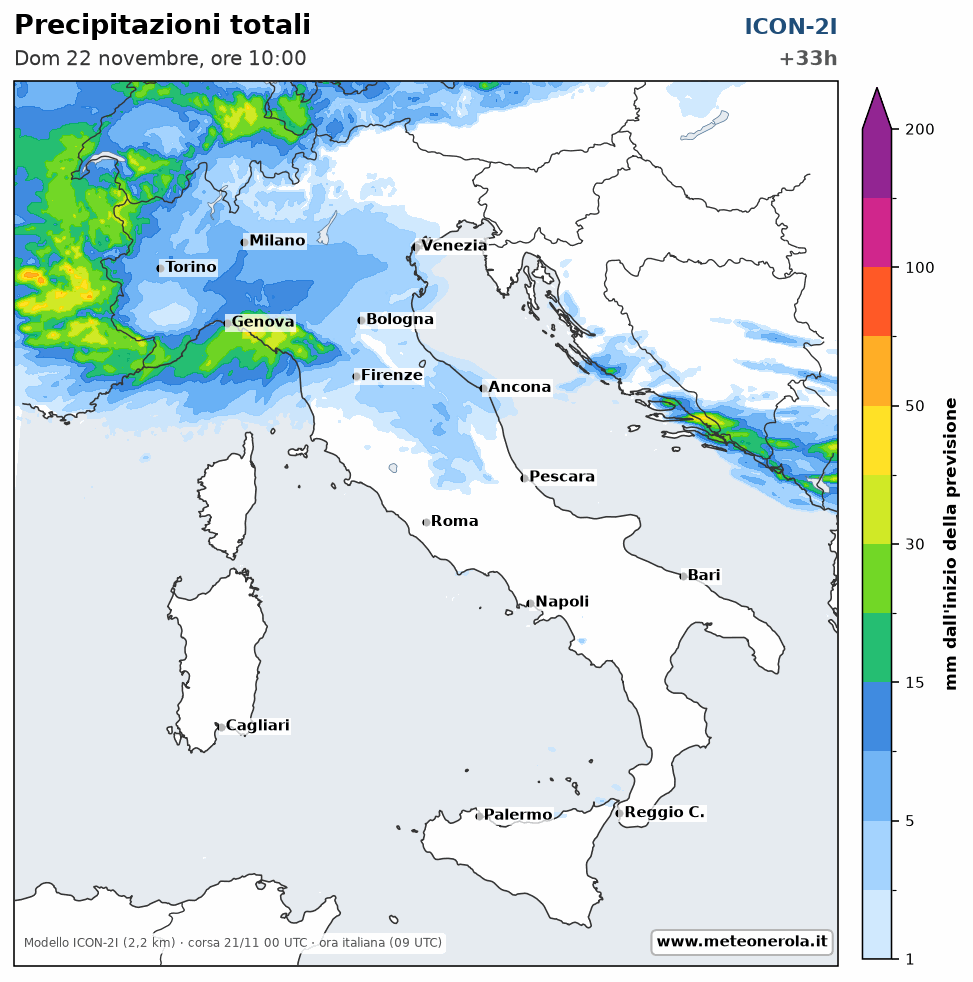 Precipitazioni totali
ICON-2I
Dom 22 novembre, ore 10:00
+33h
200
Milano
Venezia
Torino
100
Genova
Bologna
Firenze
Ancona
50
Pescara
Roma
30
Bari
Napoli
15
Cagliari
Palermo
Reggio C.
5
mm dall'inizio della previsione
Modello ICON-2I (2,2 km) · corsa 21/11 00 UTC · ora italiana (09 UTC)
www.meteonerola.it
1